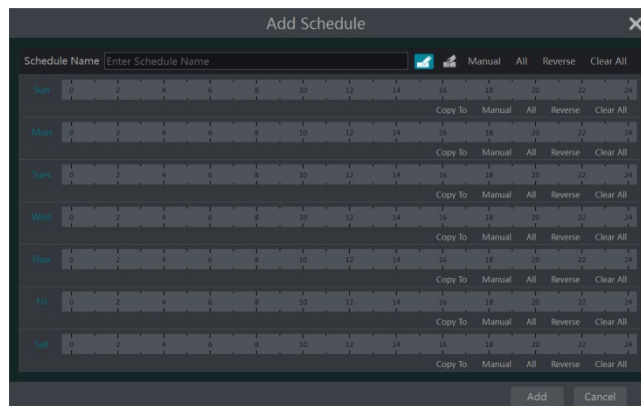 Add Schedule
Schedule Name Enter Schedule Name Manual All Reverse Clear All
Sun 0 2 4 6 8 10 12 14 16 18 20 22 24
Copy To Manual All Reverse Clear All
Mon 0 2 4 6 8 10 12 14 16 18 20 22 24
Copy To Manual All Reverse Clear All
Tues 0 2 4 6 8 10 12 14 16 18 20 22 24
Copy To Manual All Reverse Clear All
Wed 0 2 4 6 8 10 12 14 16 18 20 22 24
Copy To Manual All Reverse Clear All
Thur 0 2 4 6 8 10 12 14 16 18 20 22 24
Copy To Manual All Reverse Clear All
Fri 0 2 4 6 8 10 12 14 16 18 20 22 24
Copy To Manual All Reverse Clear All
Sat 0 2 4 6 8 10 12 14 16 18 20 22 24
Copy To Manual All Reverse Clear All
Add Cancel